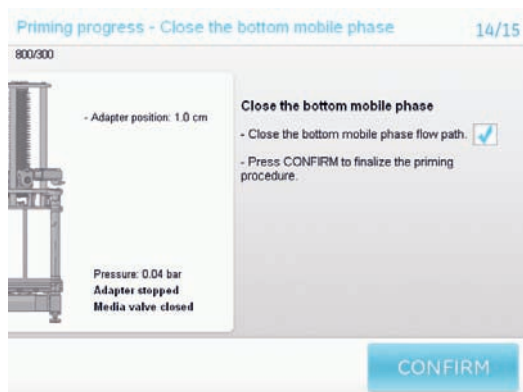 Priming progress - Close the bottom mobile phase 14/15
800/300
- Adapter position: 1.0 cm
Pressure: 0.04 bar
Adapter stopped
Media valve closed
Close the bottom mobile phase
- Close the bottom mobile phase flow path.
- Press CONFIRM to finalize the priming
procedure.
CONFIRM